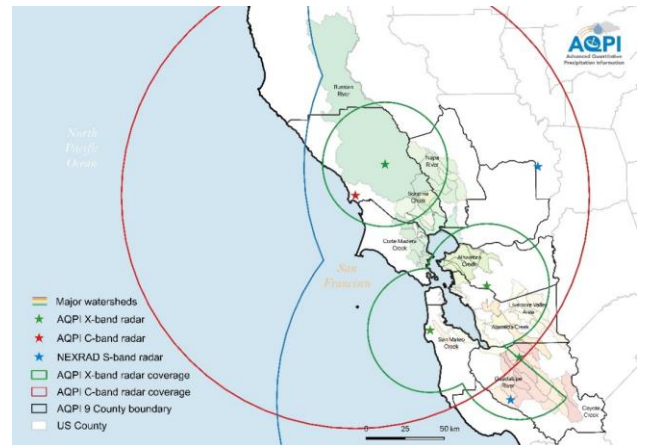 AQPI
Advanced Quantitative
Precipitation Information
Russian
River
North
Pacific
Ocean
Napa
River
Sonoma
Creek
Corte Madera
Creek
San
Francisco
Livermore Valley
Area
Alameda Creek
San Mateo
Creek
Guadalupe
River
Coyote
Creek
Major watersheds
AQPI X-band radar
AQPI C-band radar
NEXRAD S-band radar
AQPI X-band radar coverage
AQPI C-band radar coverage
AQPI 9 County boundary
US County
0
25
50 km